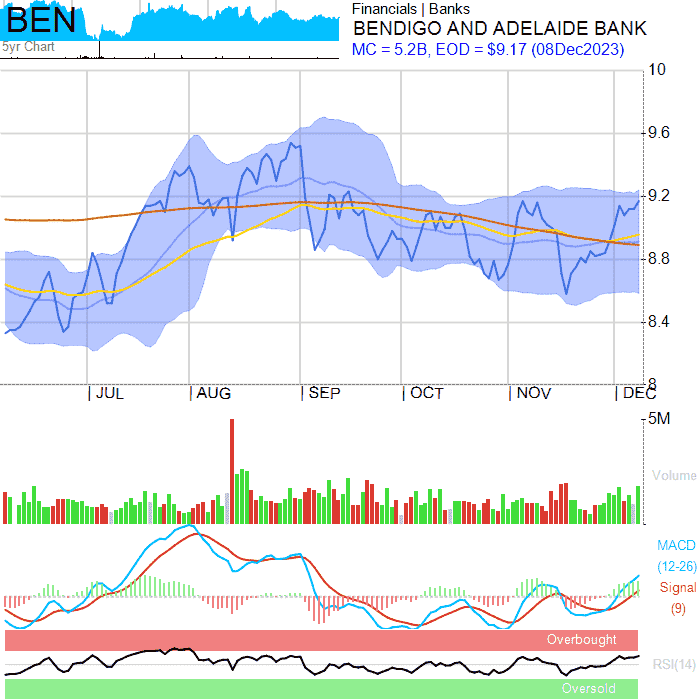 BEN
5yr Chart
Financials | Banks
BENDIGO AND ADELAIDE BANK
MC = 5.2B, EOD = $9.17 (08Dec2023)
10
9.6
9.2
8.8
8.4
8
JUL AUG SEP OCT NOV DEC
5M
Volume
MACD
(12-26)
Signal
(9)
Overbought
RSI(14)
Oversold